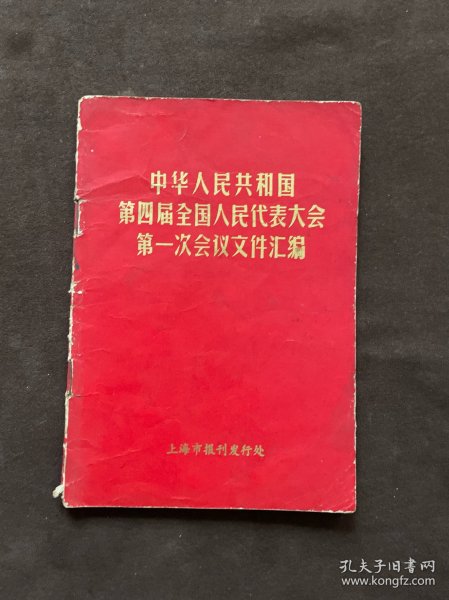 中华人民共和国
第四届全国人民代表大会
第一次会议文件汇编
上海市报刊发行处
孔夫子旧书网
www.kongfz.com